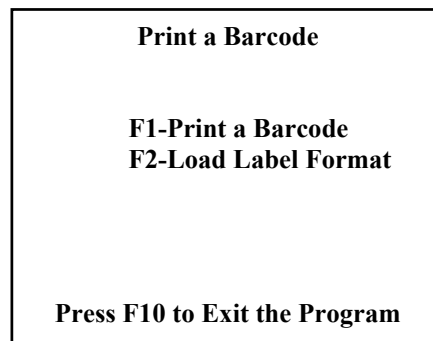 Print a Barcode
F1-Print a Barcode
F2-Load Label Format
Press F10 to Exit the Program